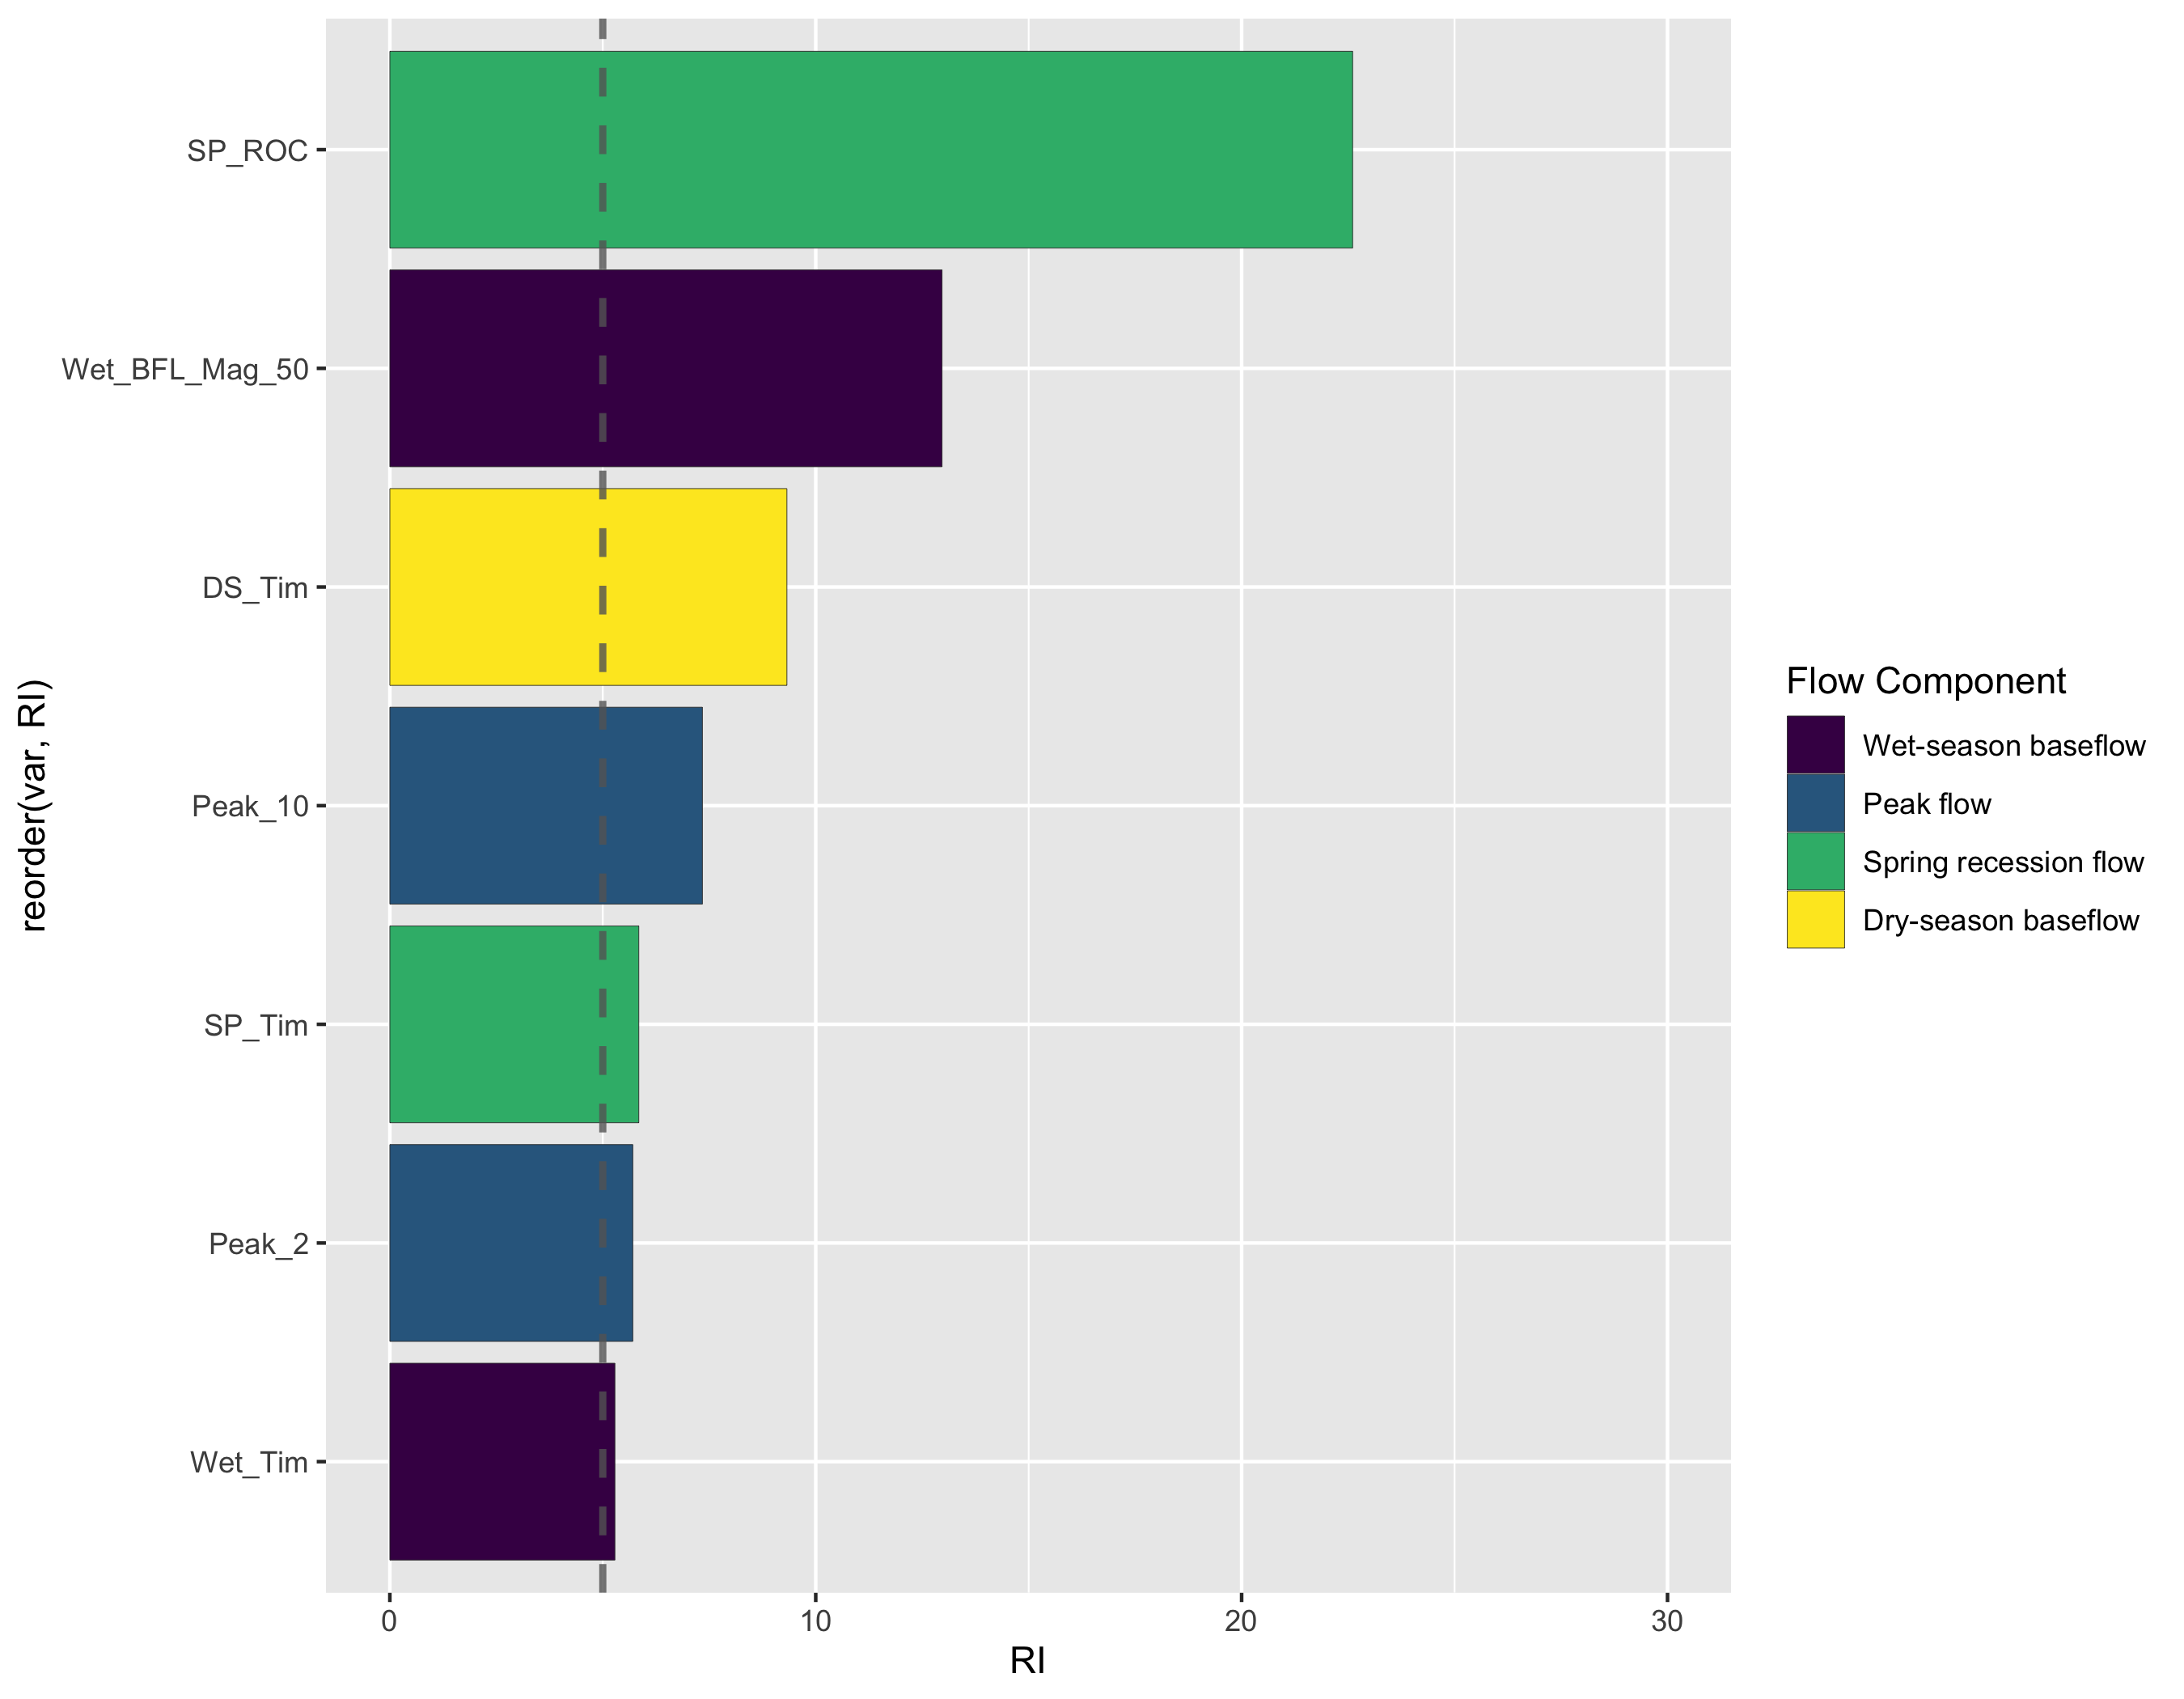 SP_ROC
Wet_BFL_Mag_50
DS_Tim
Peak_10
SP_Tim
Peak_2
Wet_Tim
reorder(var, RI)
0 10 20 30
RI
Flow Component
Wet-season baseflow
Peak flow
Spring recession flow
Dry-season baseflow